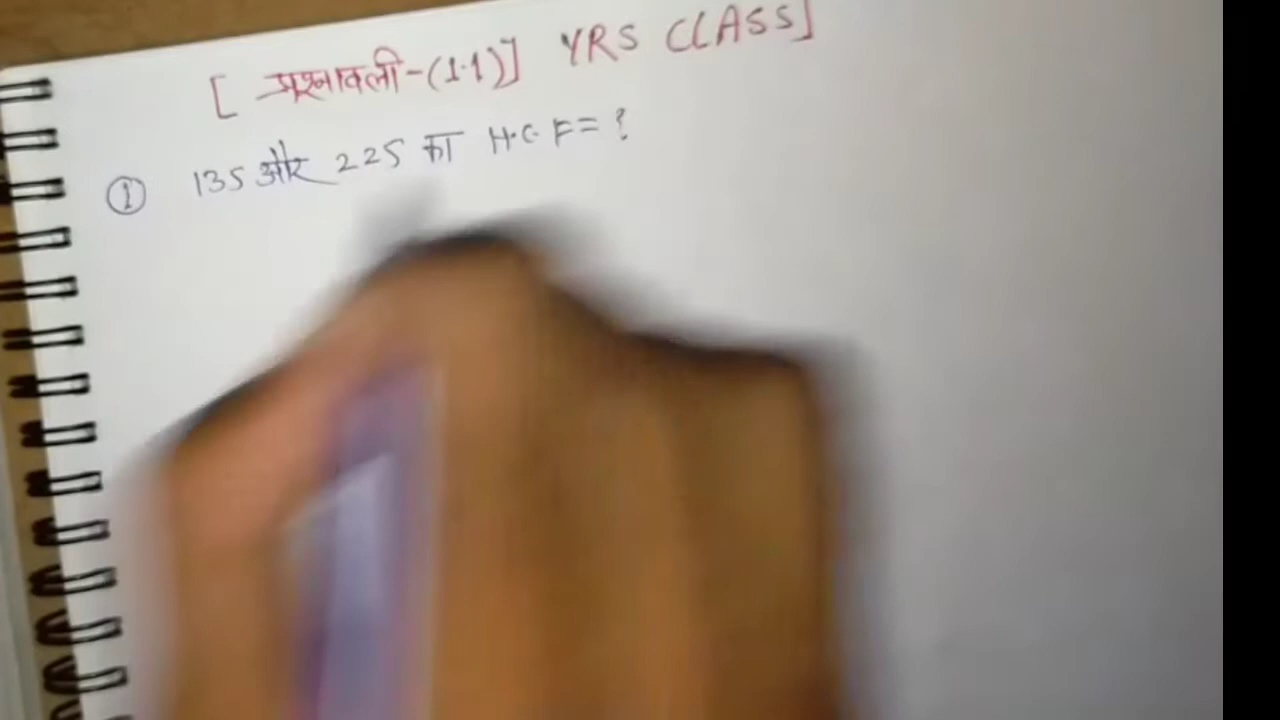 [ प्रश्नावली-(1.1)] YRS CLASS]
① 135 और 225 का H.C.F=?